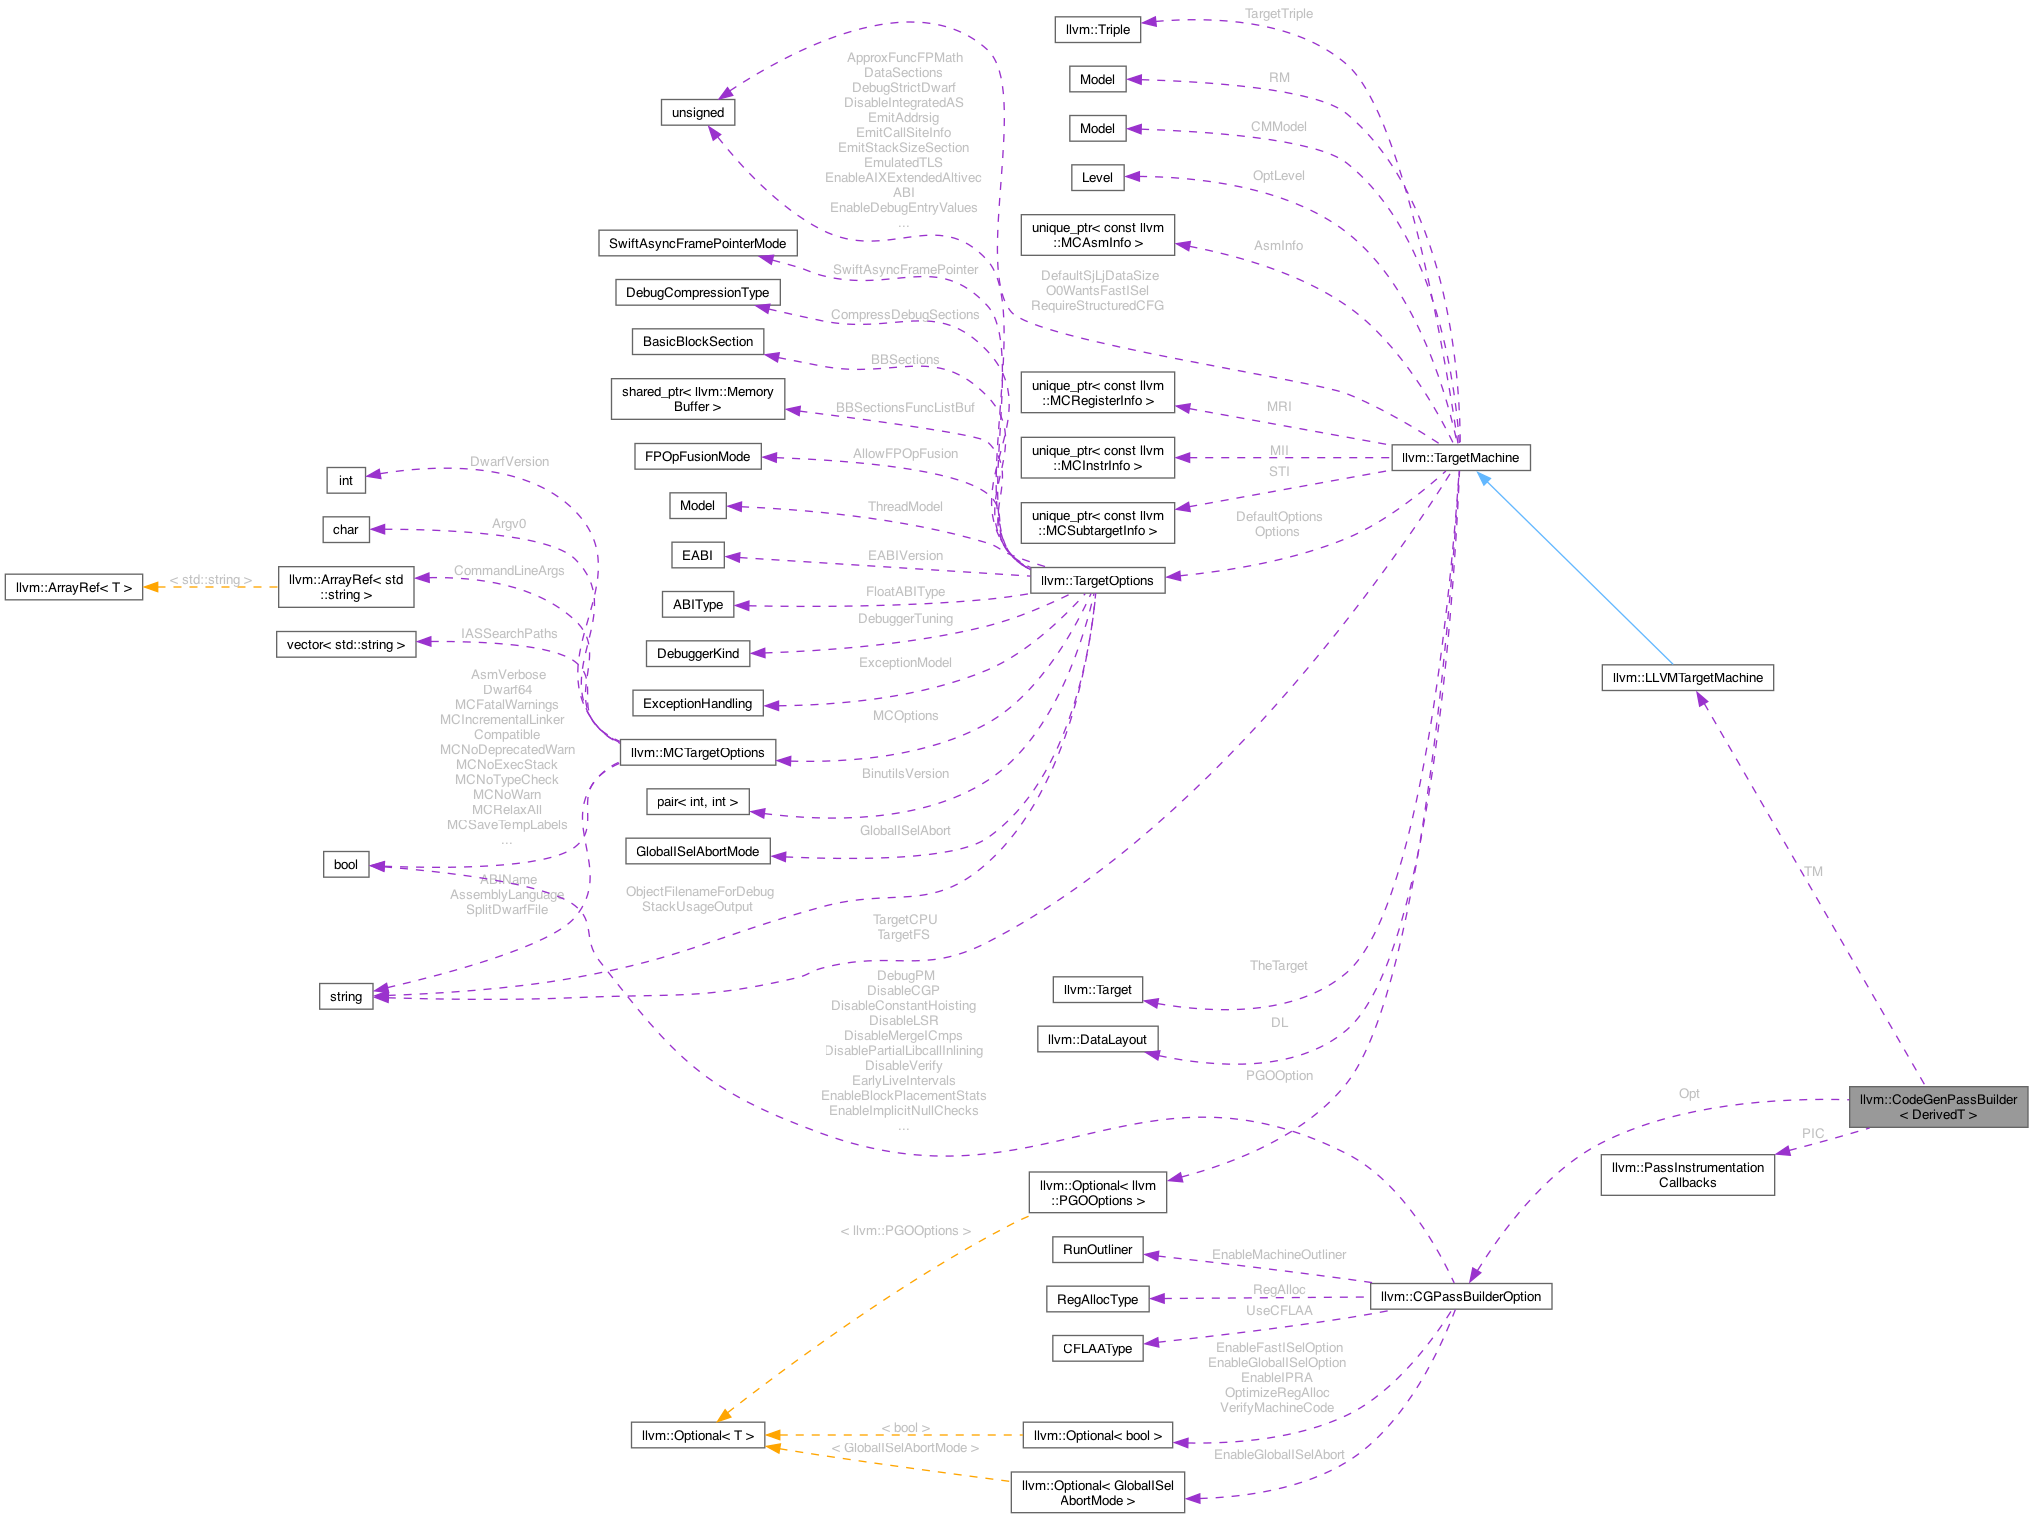 TargetTriple
llvm::Triple
ApproxFuncFPMath
DataSections
DebugStrictDwarf
DisableIntegratedAS
EmitAddrsig
EmitCallSiteInfo
EmitStackSizeSection
EmulatedTLS
EnableAIXExtendedAltivec
ABI
EnableDebugEntryValues
...
unsigned
RM
Model
CMModel
Model
OptLevel
Level
unique_ptr< const llvm
::MCAsmInfo >
AsmInfo
SwiftAsyncFramePointerMode
SwiftAsyncFramePointer
DefaultSjLjDataSize
O0WantsFastISel
RequireStructuredCFG
DebugCompressionType
CompressDebugSections
BasicBlockSection
BBSections
shared_ptr< llvm::Memory
Buffer >
BBSectionsFuncListBuf
unique_ptr< const llvm
::MCRegisterInfo >
MRI
FPOpFusionMode
AllowFPOpFusion
unique_ptr< const llvm
::MCInstrInfo >
MII
STI
llvm::TargetMachine
int
DwarfVersion
Model
ThreadModel
unique_ptr< const llvm
::MCSubtargetInfo >
DefaultOptions
Options
char
Argv0
EABI
EABIVersion
llvm::TargetOptions
llvm::ArrayRef< T >
< std::string >
llvm::ArrayRef< std
::string >
CommandLineArgs
ABIType
FloatABIType
DebuggerTuning
vector< std::string >
IASSearchPaths
DebuggerKind
ExceptionModel
ExceptionHandling
llvm::LLVMTargetMachine
AsmVerbose
Dwarf64
MCFatalWarnings
MCIncrementalLinker
Compatible
MCNoDeprecatedWarn
MCNoExecStack
MCNoTypeCheck
MCNoWarn
MCRelaxAll
MCSaveTempLabels
...
MCOptions
llvm::MCTargetOptions
BinutilsVersion
pair< int, int >
GlobalISelAbort
GlobalISelAbortMode
bool
ABIName
AssemblyLanguage
SplitDwarfFile
ObjectFilenameForDebug
StackUsageOutput
TargetCPU
TargetFS
TM
string
DebugPM
DisableCGP
DisableConstantHoisting
DisableLSR
DisableMergeICmps
DisablePartialLibcallInlining
DisableVerify
EarlyLiveIntervals
EnableBlockPlacementStats
EnableImplicitNullChecks
...
TheTarget
llvm::Target
DL
llvm::DataLayout
PGOOption
Opt
llvm::CodeGenPassBuilder
< DerivedT >
PIC
llvm::PassInstrumentation
Callbacks
llvm::Optional< llvm
::PGOOptions >
< llvm::PGOOptions >
RunOutliner
EnableMachineOutliner
RegAllocType
RegAlloc
UseCFLAA
llvm::CGPassBuilderOption
CFLAAType
EnableFastISelOption
EnableGlobalISelOption
EnableIPRA
OptimizeRegAlloc
VerifyMachineCode
llvm::Optional< T >
< bool >
llvm::Optional< bool >
< GlobalISelAbortMode >
EnableGlobalISelAbort
llvm::Optional< GlobalISel
AbortMode >